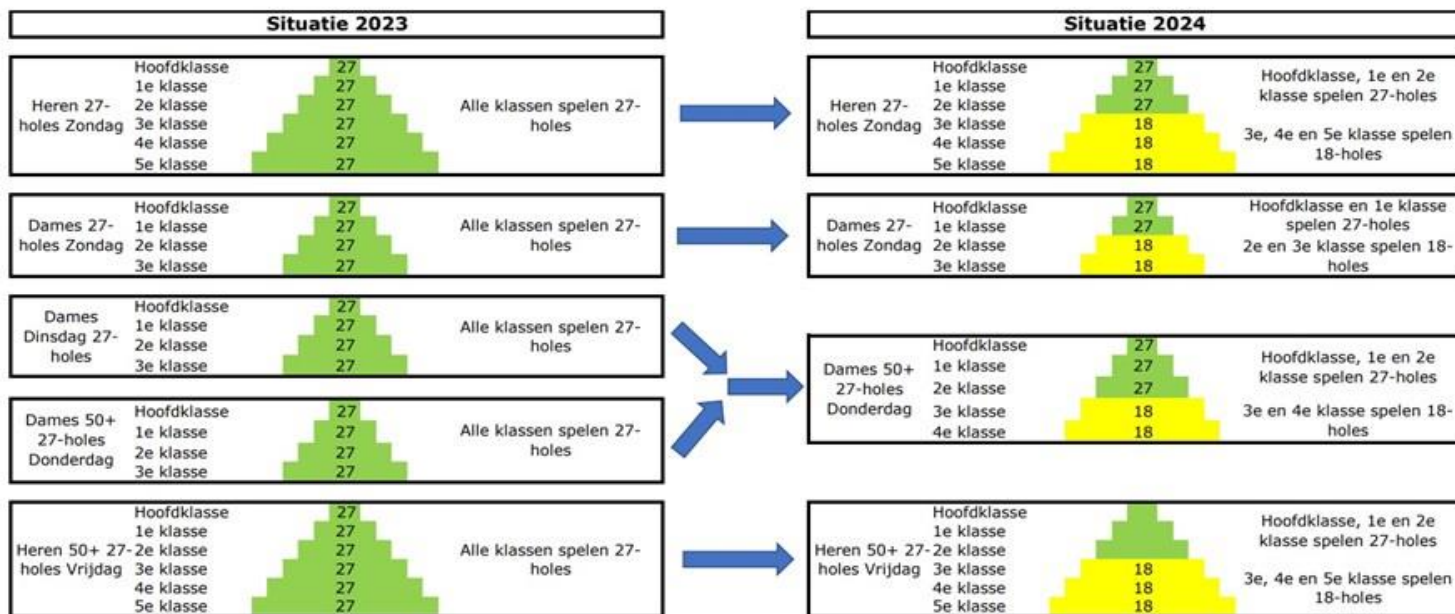 Situatie 2023
Heren 27-
holes Zondag
Hoofdklasse 27
1e klasse 27
2e klasse 27
3e klasse 27
4e klasse 27
5e klasse 27
Alle klassen spelen 27-
holes
Dames 27-
holes Zondag
Hoofdklasse 27
1e klasse 27
2e klasse 27
3e klasse 27
Alle klassen spelen 27-
holes
Dames
Dinsdag 27-
holes
Hoofdklasse 27
1e klasse 27
2e klasse 27
3e klasse 27
Alle klassen spelen 27-
holes
Dames 50+
27-holes
Donderdag
Hoofdklasse 27
1e klasse 27
2e klasse 27
3e klasse 27
Alle klassen spelen 27-
holes
Heren 50+ 27-
holes Vrijdag
Hoofdklasse 27
1e klasse 27
2e klasse 27
3e klasse 27
4e klasse 27
5e klasse 27
Alle klassen spelen 27-
holes
Situatie 2024
Heren 27-
holes Zondag
Hoofdklasse 27
1e klasse 27
2e klasse 27
3e klasse 18
4e klasse 18
5e klasse 18
Hoofdklasse, 1e en 2e
klasse spelen 27-holes
3e, 4e en 5e klasse spelen
18-holes
Dames 27-
holes Zondag
Hoofdklasse 27
1e klasse 27
2e klasse 18
3e klasse 18
Hoofdklasse en 1e klasse
spelen 27-holes
2e en 3e klasse spelen 18-
holes
Dames 50+
27-holes
Donderdag
Hoofdklasse 27
1e klasse 27
2e klasse 27
3e klasse 18
4e klasse 18
Hoofdklasse, 1e en 2e
klasse spelen 27-holes
3e en 4e klasse spelen 18-
holes
Heren 50+ 27-
holes Vrijdag
Hoofdklasse
1e klasse
2e klasse
3e klasse 18
4e klasse 18
5e klasse 18
Hoofdklasse, 1e en 2e
klasse spelen 27-holes
3e, 4e en 5e klasse spelen
18-holes